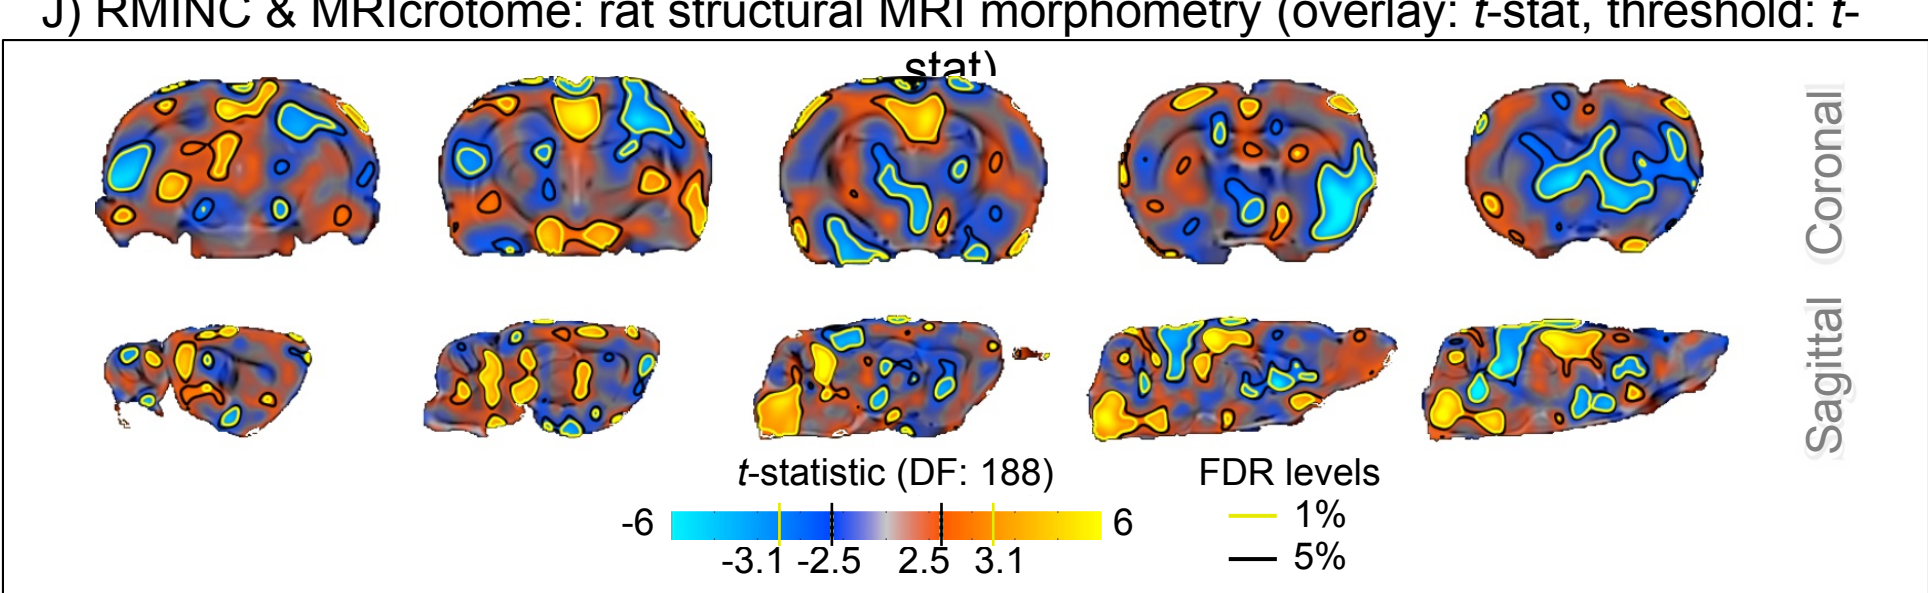 J) RMINC & MRIcrotome: rat structural MRI morphometry (overlay: t-stat, threshold: t-
stat)
Coronal
Sagittal
t-statistic (DF: 188)
FDR levels
-6
6
-3.1 -2.5 2.5 3.1
1%
5%